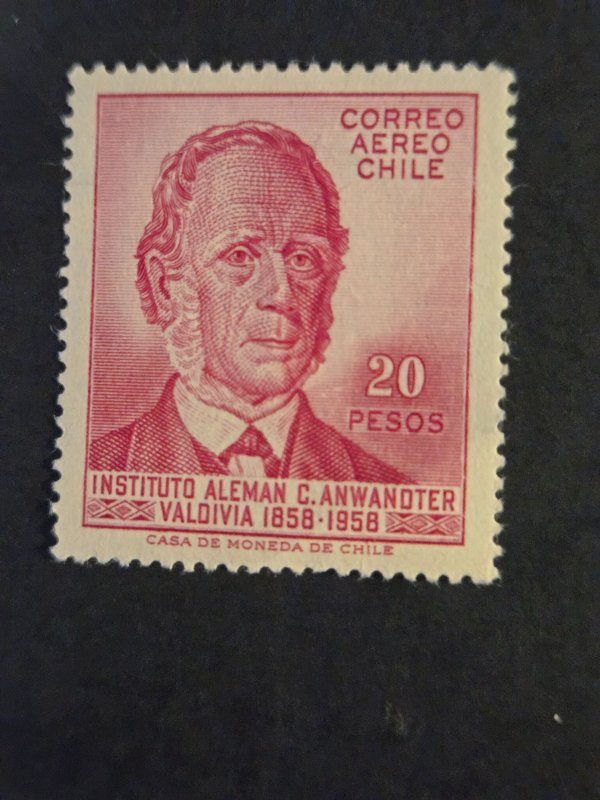 CORREO
AEREO
CHILE
20
PESOS
INSTITUTO ALEMAN C. ANWANDTER
VALDIVIA 1858·1958
CASA DE MONEDA DE CHILE